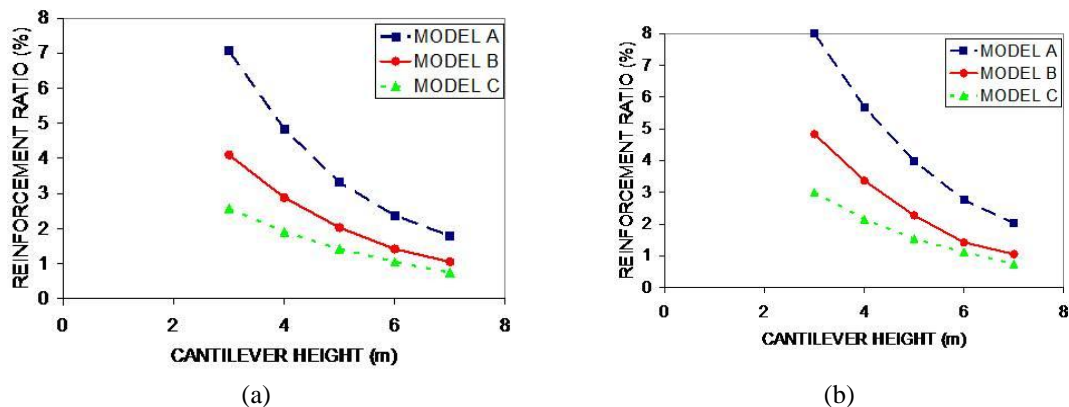 8
7
6
5
4
3
2
1
0
REINFORCEMENT RATIO (%)
MODEL A
MODEL B
MODEL C
0 2 4 6 8
CANTILEVER HEIGHT (m)
(a)
8
7
6
5
4
3
2
1
0
REINFORCEMENT RATIO (%)
MODEL A
MODEL B
MODEL C
0 2 4 6 8
CANTILEVER HEIGHT (m)
(b)